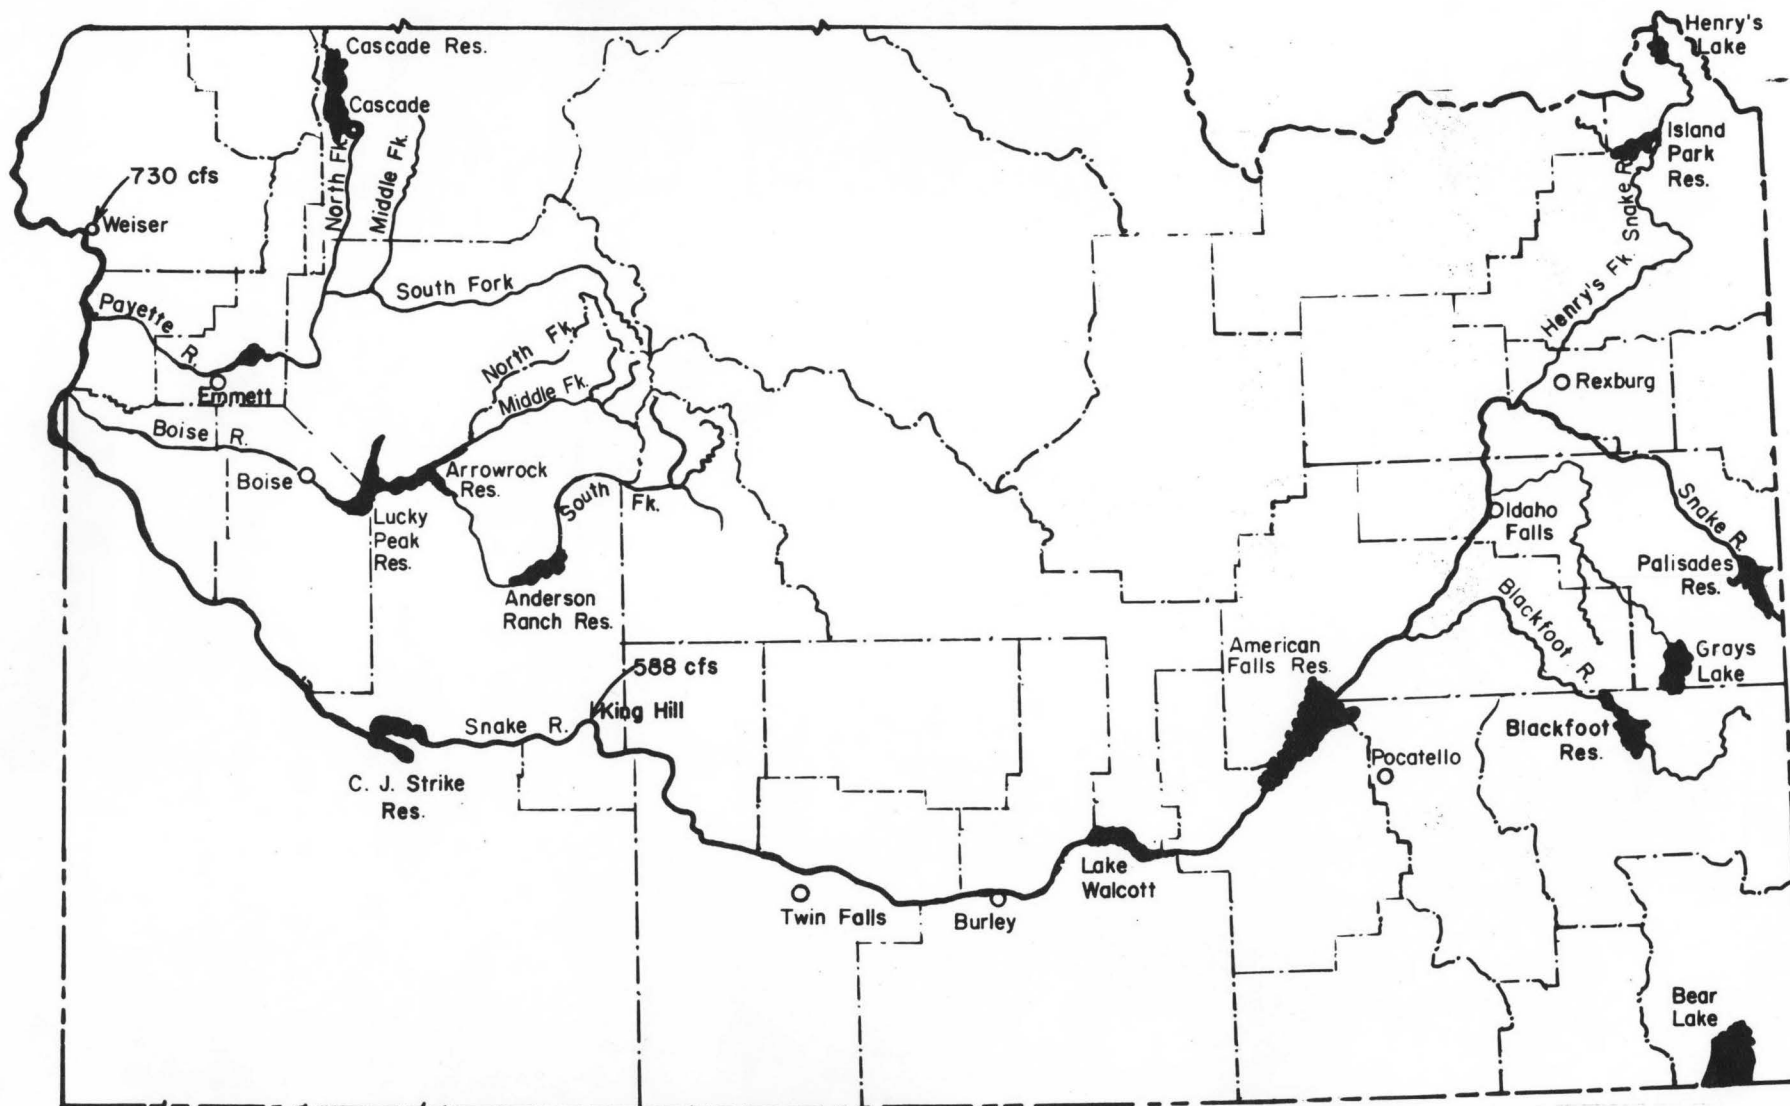 Henry's
Lake
Cascade Res.
Cascade
North Fk.
Middle Fk.
Island
Park
Res.
730 cfs
Weiser
Henry's Fk. Snake R.
Payette R.
South Fork
North Fk.
Middle Fk.
Emmett
Rexburg
Boise R.
Boise
Arrowrock
Res.
South Fk.
Lucky
Peak
Res.
Idaho
Falls
Snake R.
Palisades
Res.
Anderson
Ranch Res.
Blackfoot R.
American
Falls Res.
Grays
Lake
588 cfs
King Hill
Snake R.
Blackfoot
Res.
Pocatello
C. J. Strike
Res.
Lake
Walcott
Twin Falls
Burley
Bear
Lake